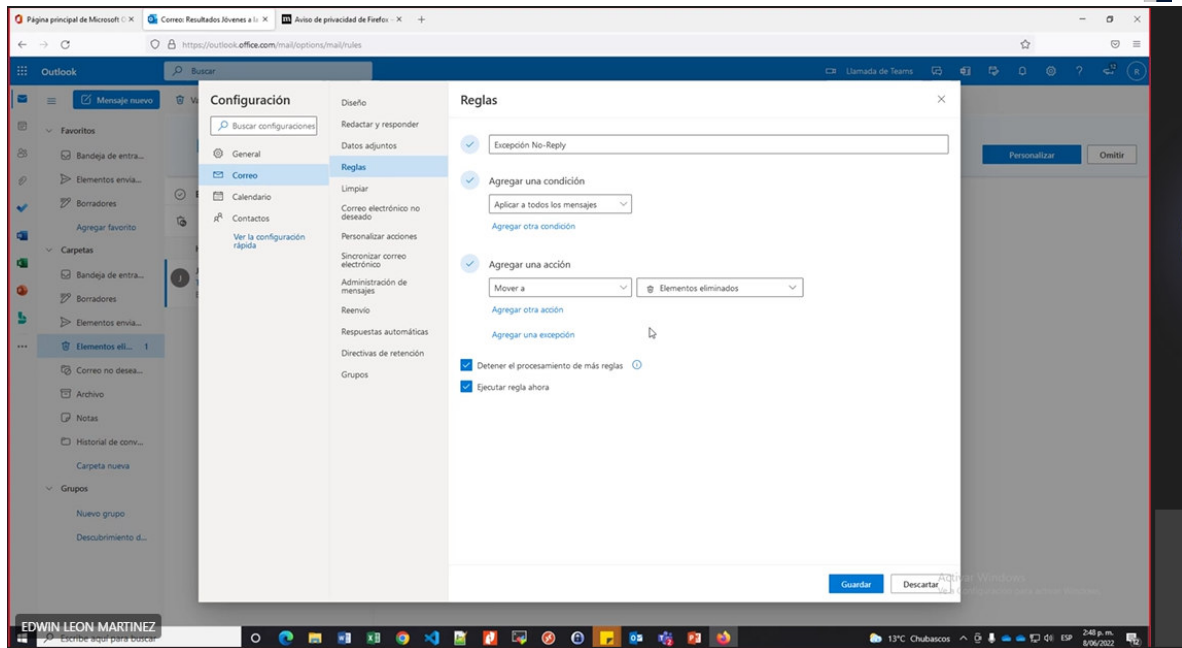 Página principal de Microsoft O
Correo: Resultados Jóvenes a la
Aviso de privacidad de Firefox
https://outlook.office.com/mail/options/mail/rules
Outlook
Buscar
Llamada de Teams
Mensaje nuevo
Favoritos
Bandeja de entra...
Elementos envia...
Borradores
Agregar favorito
Carpetas
Bandeja de entra...
Borradores
Elementos envia...
Elementos eli... 1
Correo no desea...
Archivo
Notas
Historial de conv...
Carpeta nueva
Grupos
Nuevo grupo
Descubrimiento d...
Configuración
Buscar configuraciones
General
Correo
Calendario
Contactos
Ver la configuración
rápida
Diseño
Redactar y responder
Datos adjuntos
Reglas
Limpiar
Correo electrónico no
deseado
Personalizar acciones
Sincronizar correo
electrónico
Administración de
mensajes
Reenvío
Respuestas automáticas
Directivas de retención
Grupos
Reglas
Excepción No-Reply
Agregar una condición
Aplicar a todos los mensajes
Agregar otra condición
Agregar una acción
Mover a
Elementos eliminados
Agregar otra acción
Agregar una excepción
Detener el procesamiento de más reglas
Ejecutar regla ahora
Guardar
Descartar
Personalizar
Omitir
Activar Windows
EDWIN LEON MARTINEZ
Escribe aquí para buscar
13°C Chubascos
ESP
2:48 p. m.
8/06/2022